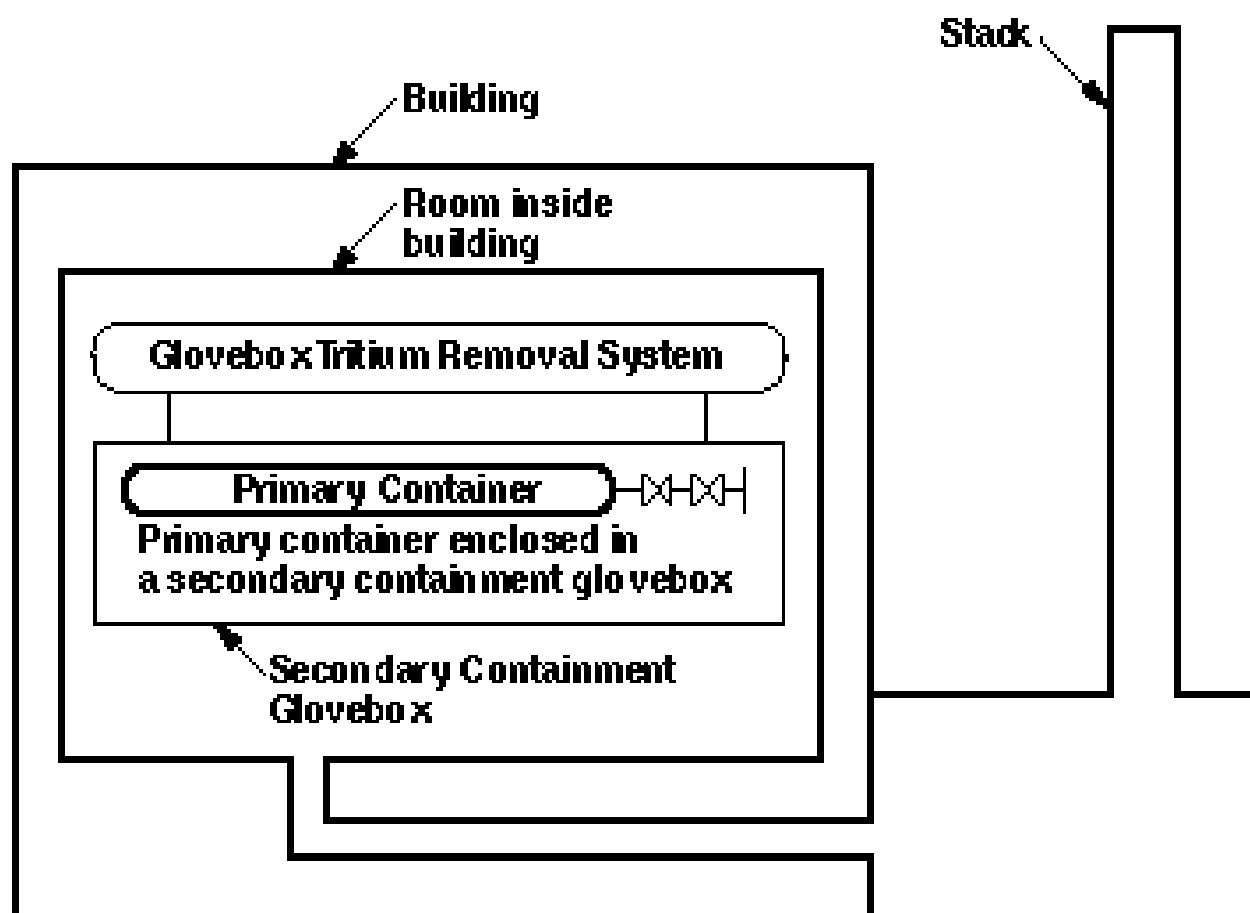 Stack
Building
Room inside
building
Glovebox Tritium Removal System
Primary Container
Primary container enclosed in
a secondary containment glovebox
Secondary Containment
Glovebox